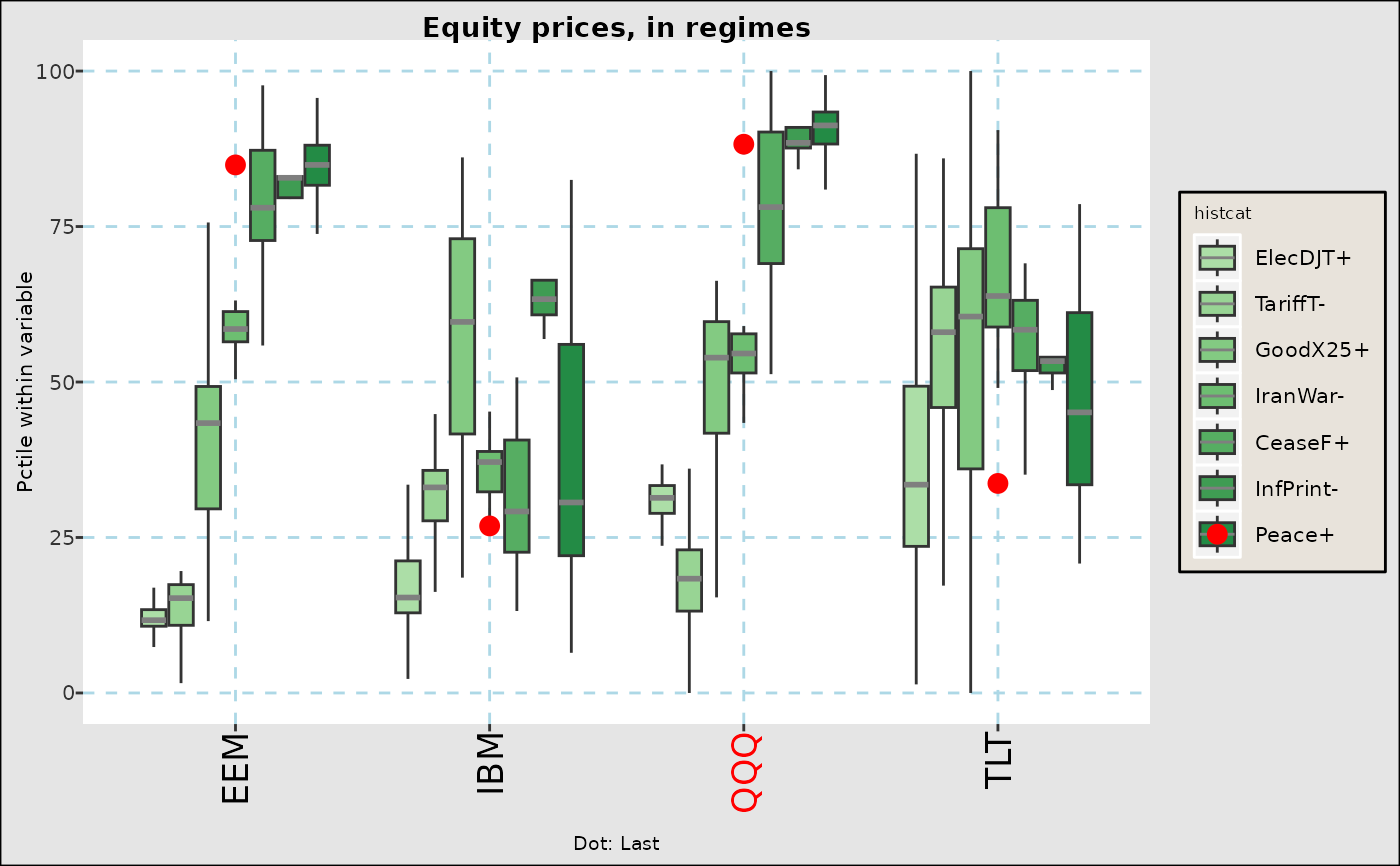 Equity prices, in regimes
Pctile within variable
100
75
50
25
0
EEM
IBM
QQQ
TLT
Dot: Last
histcat
ElecDJT+
TariffT-
GoodX25+
IranWar-
CeaseF+
InfPrint-
Peace+